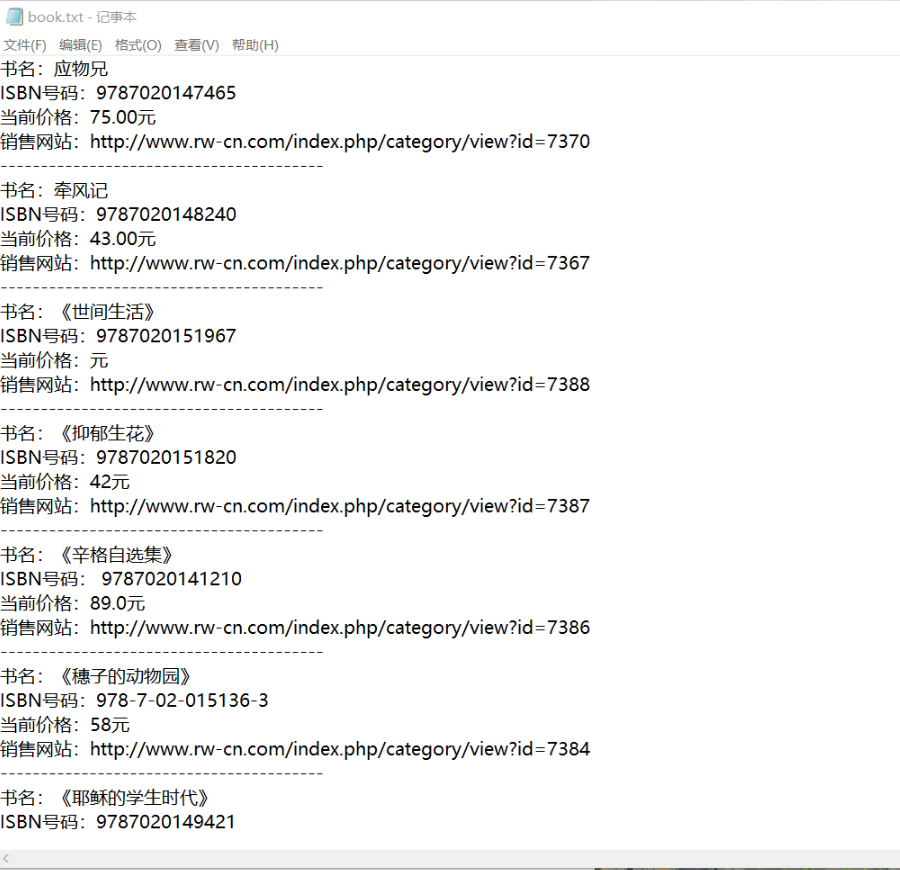 book.txt - 记事本
文件(F) 编辑(E) 格式(O) 查看(V) 帮助(H)
书名：应物兄
ISBN号码：9787020147465
当前价格：75.00元
销售网站：http://www.rw-cn.com/index.php/category/view?id=7370
----------------------------------------
书名：牵风记
ISBN号码：9787020148240
当前价格：43.00元
销售网站：http://www.rw-cn.com/index.php/category/view?id=7367
----------------------------------------
书名：《世间生活》
ISBN号码：9787020151967
当前价格：元
销售网站：http://www.rw-cn.com/index.php/category/view?id=7388
----------------------------------------
书名：《抑郁生花》
ISBN号码：9787020151820
当前价格：42元
销售网站：http://www.rw-cn.com/index.php/category/view?id=7387
----------------------------------------
书名：《辛格自选集》
ISBN号码： 9787020141210
当前价格：89.0元
销售网站：http://www.rw-cn.com/index.php/category/view?id=7386
----------------------------------------
书名：《穗子的动物园》
ISBN号码：978-7-02-015136-3
当前价格：58元
销售网站：http://www.rw-cn.com/index.php/category/view?id=7384
----------------------------------------
书名：《耶稣的学生时代》
ISBN号码：9787020149421